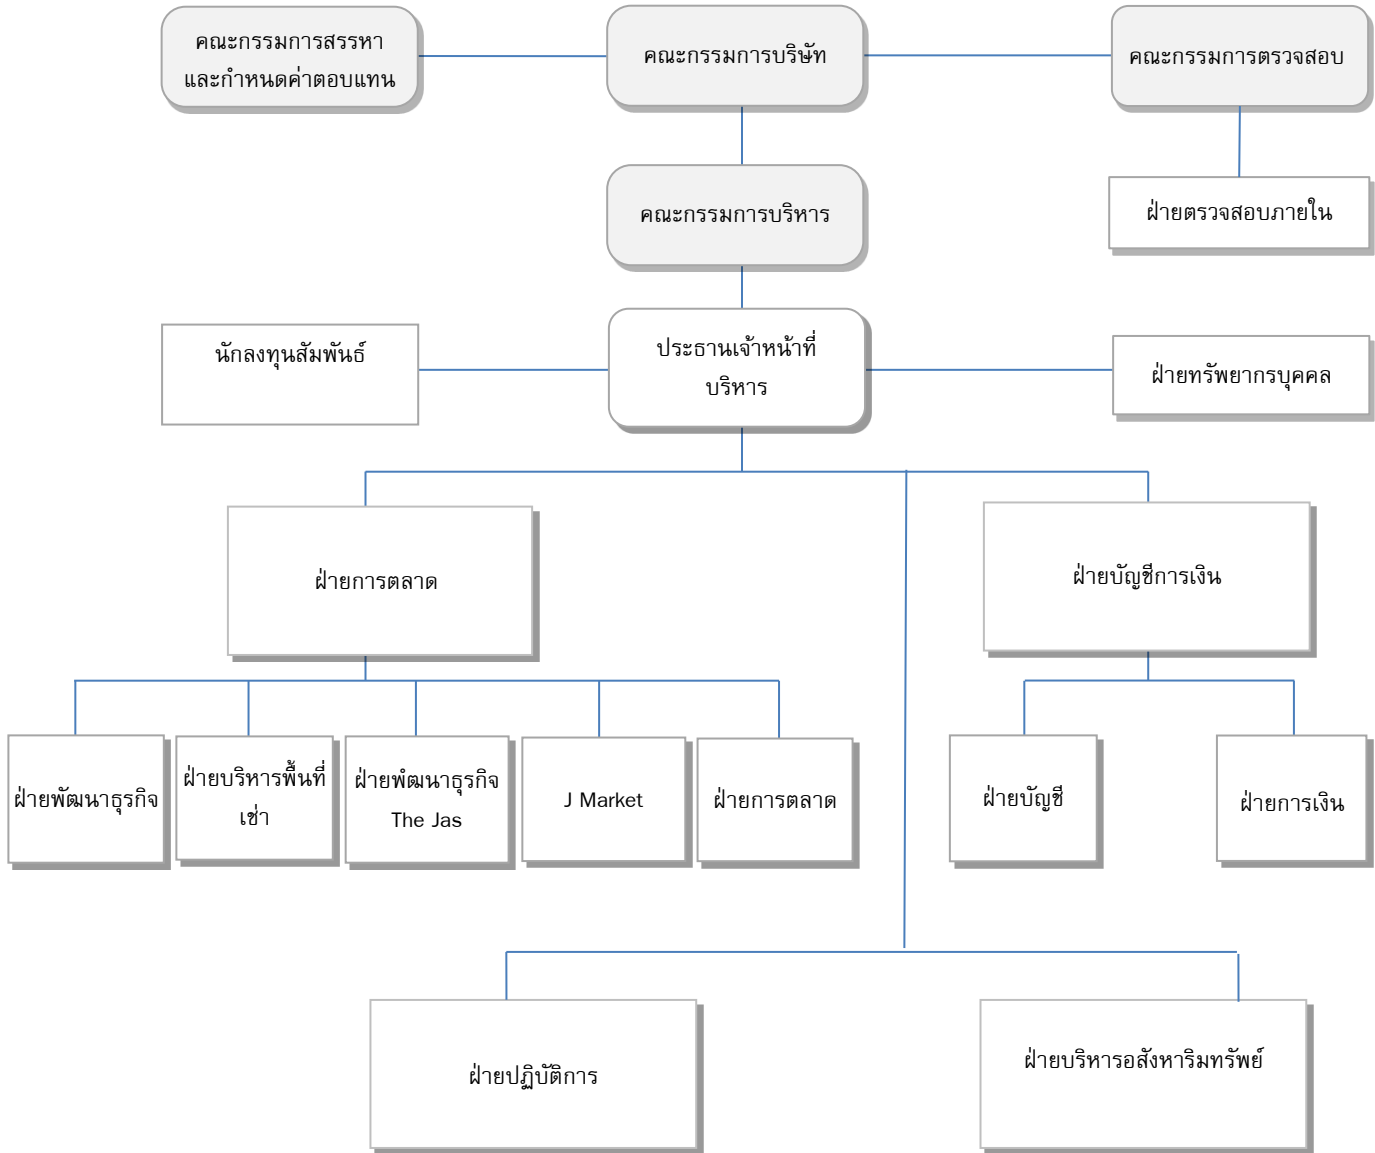 คณะกรรมการสรรหา
และกำหนดค่าตอบแทน
คณะกรรมการบริษัท
คณะกรรมการตรวจสอบ
คณะกรรมการบริหาร
ฝ่ายตรวจสอบภายใน
นักลงทุนสัมพันธ์
ประธานเจ้าหน้าที่
บริหาร
ฝ่ายทรัพยากรบุคคล
ฝ่ายการตลาด
ฝ่ายบัญชีการเงิน
ฝ่ายพัฒนาธุรกิจ
ฝ่ายบริหารพื้นที่
เช่า
ฝ่ายพัฒนาธุรกิจ
The Jas
J Market
ฝ่ายการตลาด
ฝ่ายบัญชี
ฝ่ายการเงิน
ฝ่ายปฏิบัติการ
ฝ่ายบริหารอสังหาริมทรัพย์